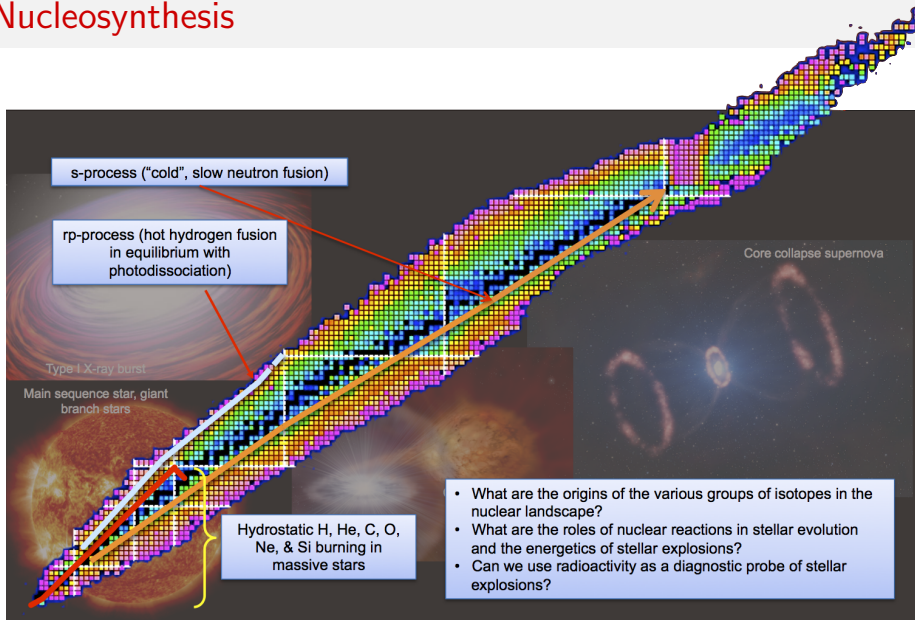 Nucleosynthesis
s-process (“cold”, slow neutron fusion)
rp-process (hot hydrogen fusion
in equilibrium with
photodissociation)
Core collapse supernova
Type I X-ray burst
Main sequence star, giant
branch stars
Hydrostatic H, He, C, O,
Ne, & Si burning in
massive stars
• What are the origins of the various groups of isotopes in the
nuclear landscape?
• What are the roles of nuclear reactions in stellar evolution
and the energetics of stellar explosions?
• Can we use radioactivity as a diagnostic probe of stellar
explosions?